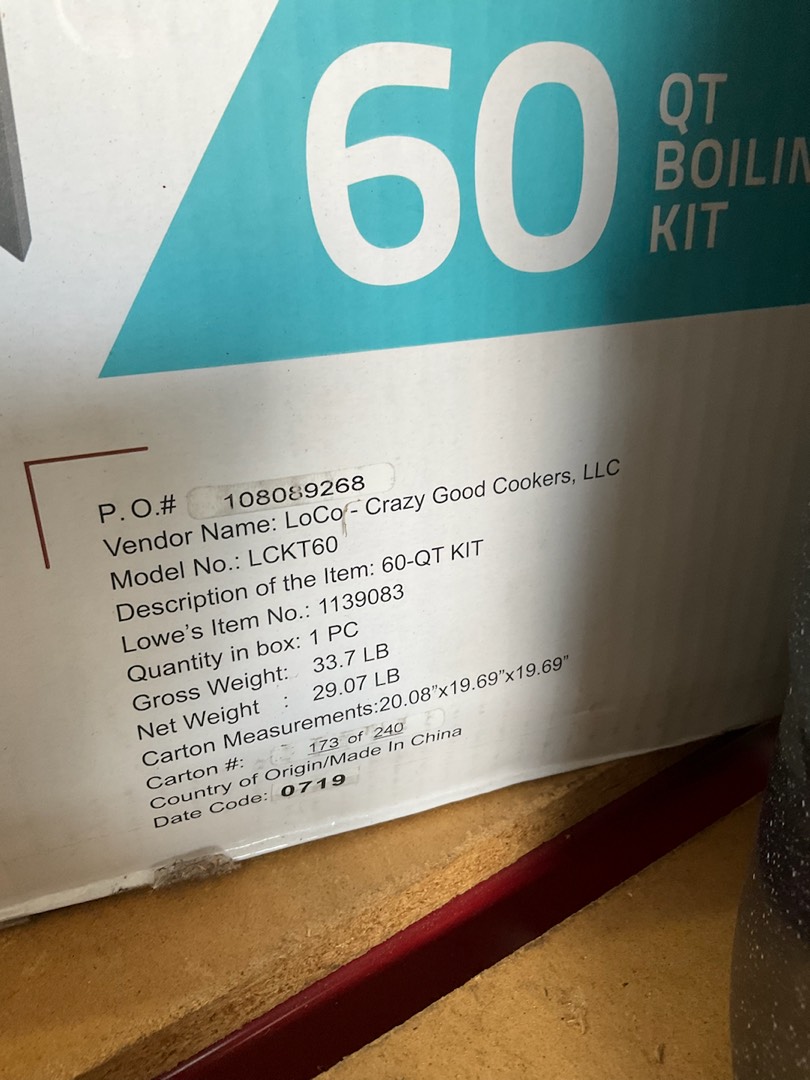 60
QT
BOILIN
KIT
P.O.# 108089268
Vendor Name: LoCo - Crazy Good Cookers, LLC
Model No.: LCKT60
Description of the Item: 60-QT KIT
Lowe's Item No.: 1139083
Quantity in box: 1 PC
Gross Weight: 33.7 LB
Net Weight : 29.07 LB
Carton Measurements:20.08"x19.69"x19.69"
Carton #: 173 of 240
Country of Origin/Made In China
Date Code: 0719